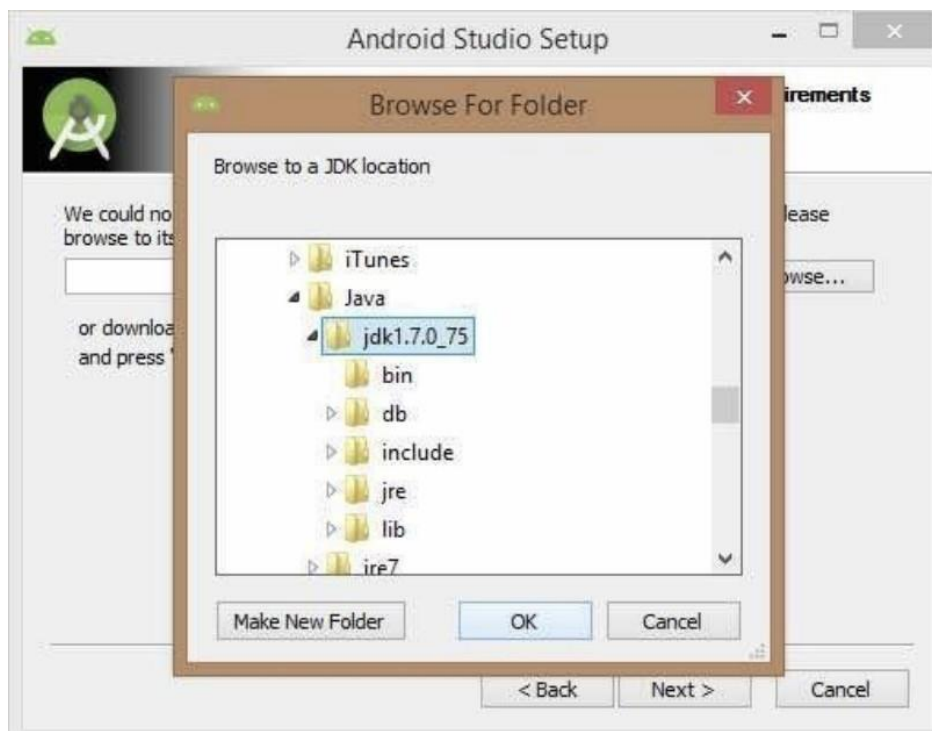 Android Studio Setup
Browse For Folder
irements
Browse to a JDK location
We could no
lease
browse to its
owse...
iTunes
Java
or downloa
jdk1.7.0_75
and press '
bin
db
include
jre
lib
jre7
Make New Folder
OK
Cancel
< Back
Next >
Cancel